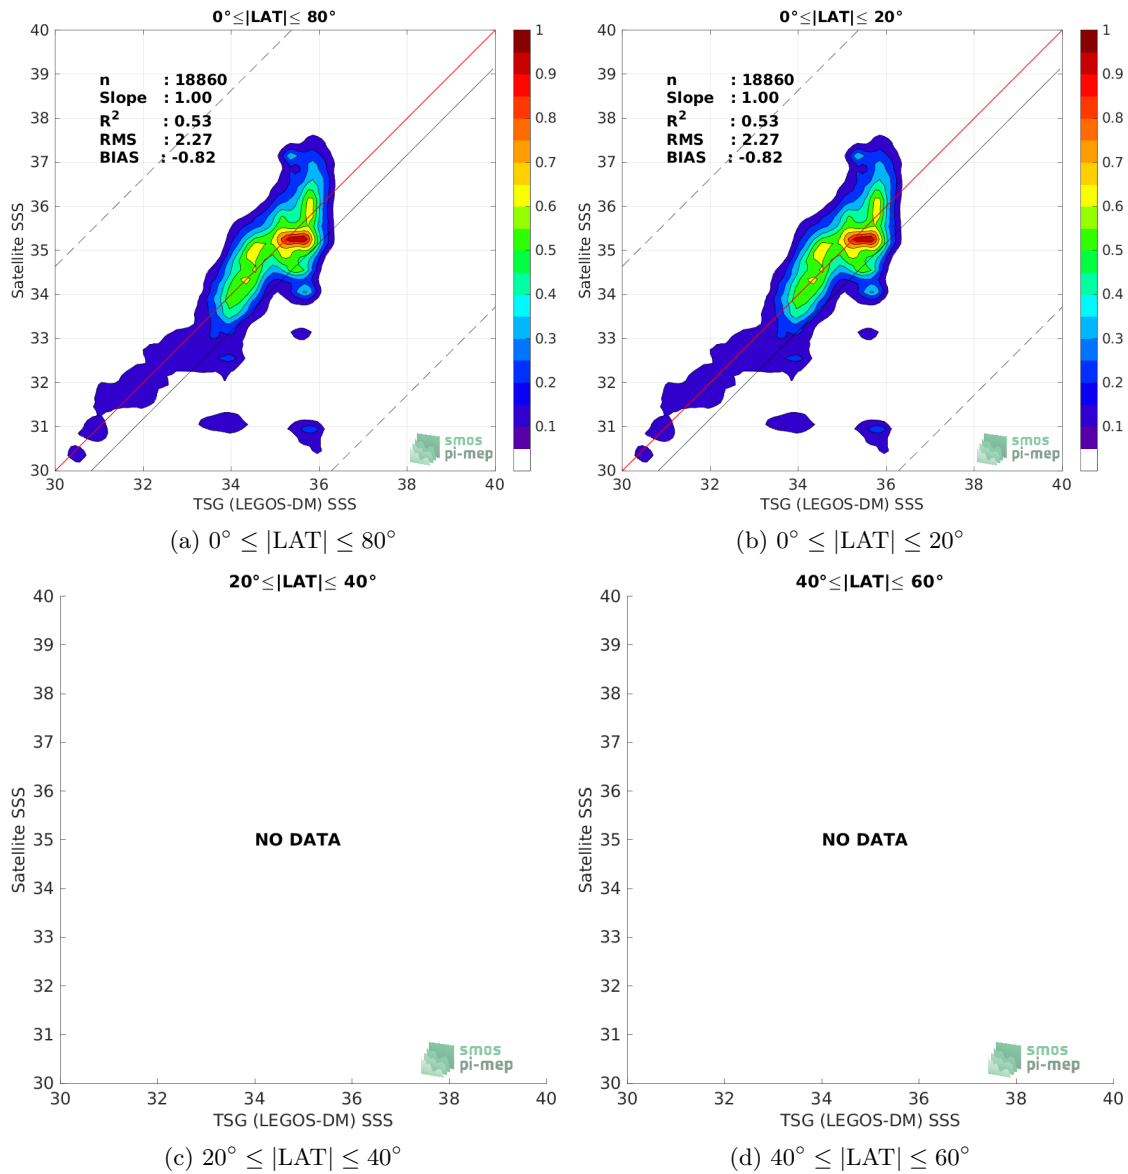 0°≤|LAT|≤ 80°
40
39
38
37
36
35
34
33
32
31
30
Satellite SSS
n : 18860
Slope : 1.00
R² : 0.53
RMS : 2.27
BIAS : -0.82
1
0.9
0.8
0.7
0.6
0.5
0.4
0.3
0.2
0.1
smos
pi-mep
30 32 34 36 38 40
TSG (LEGOS-DM) SSS
(a) 0° ≤ |LAT| ≤ 80°
0°≤|LAT|≤ 20°
40
39
38
37
36
35
34
33
32
31
30
Satellite SSS
n : 18860
Slope : 1.00
R² : 0.53
RMS : 2.27
BIAS : -0.82
1
0.9
0.8
0.7
0.6
0.5
0.4
0.3
0.2
0.1
smos
pi-mep
30 32 34 36 38 40
TSG (LEGOS-DM) SSS
(b) 0° ≤ |LAT| ≤ 20°
20°≤|LAT|≤ 40°
40
39
38
37
36
35
34
33
32
31
30
Satellite SSS
NO DATA
smos
pi-mep
30 32 34 36 38 40
TSG (LEGOS-DM) SSS
(c) 20° ≤ |LAT| ≤ 40°
40°≤|LAT|≤ 60°
40
39
38
37
36
35
34
33
32
31
30
Satellite SSS
NO DATA
smos
pi-mep
30 32 34 36 38 40
TSG (LEGOS-DM) SSS
(d) 40° ≤ |LAT| ≤ 60°